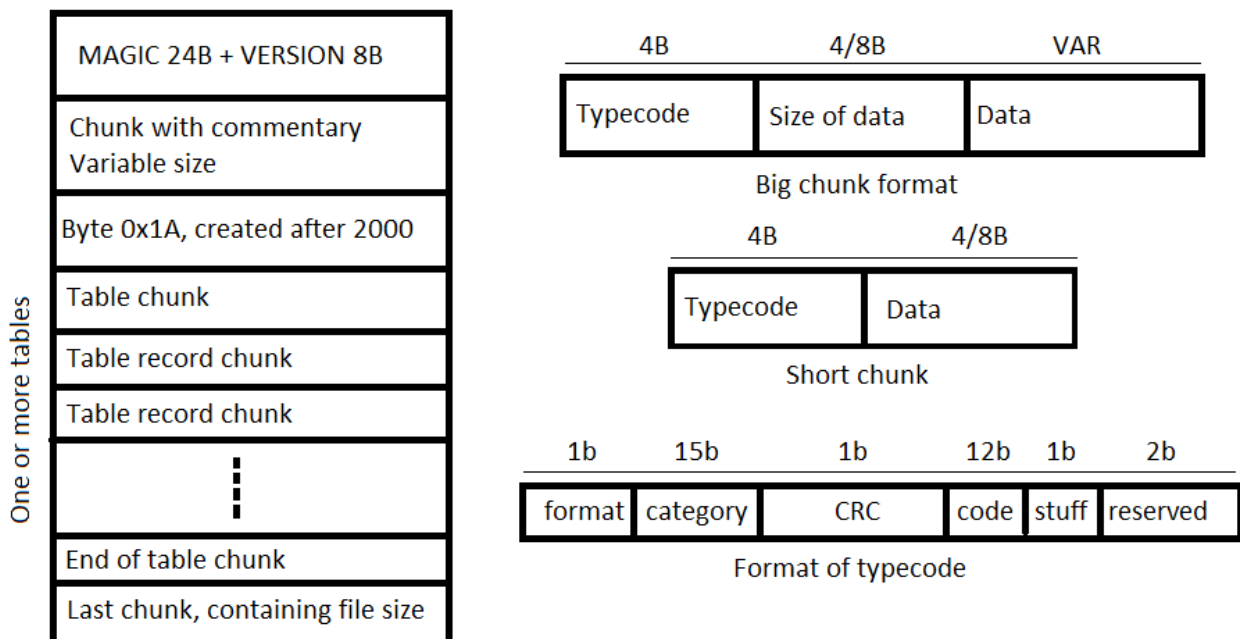 MAGIC 24B + VERSION 8B
Chunk with commentary
Variable size
Byte 0x1A, created after 2000
Table chunk
Table record chunk
Table record chunk
End of table chunk
Last chunk, containing file size
One or more tables
4B 4/8B VAR
Typecode Size of data Data
Big chunk format
4B 4/8B
Typecode Data
Short chunk
1b 15b 1b 12b 1b 2b
format category CRC code stuff reserved
Format of typecode